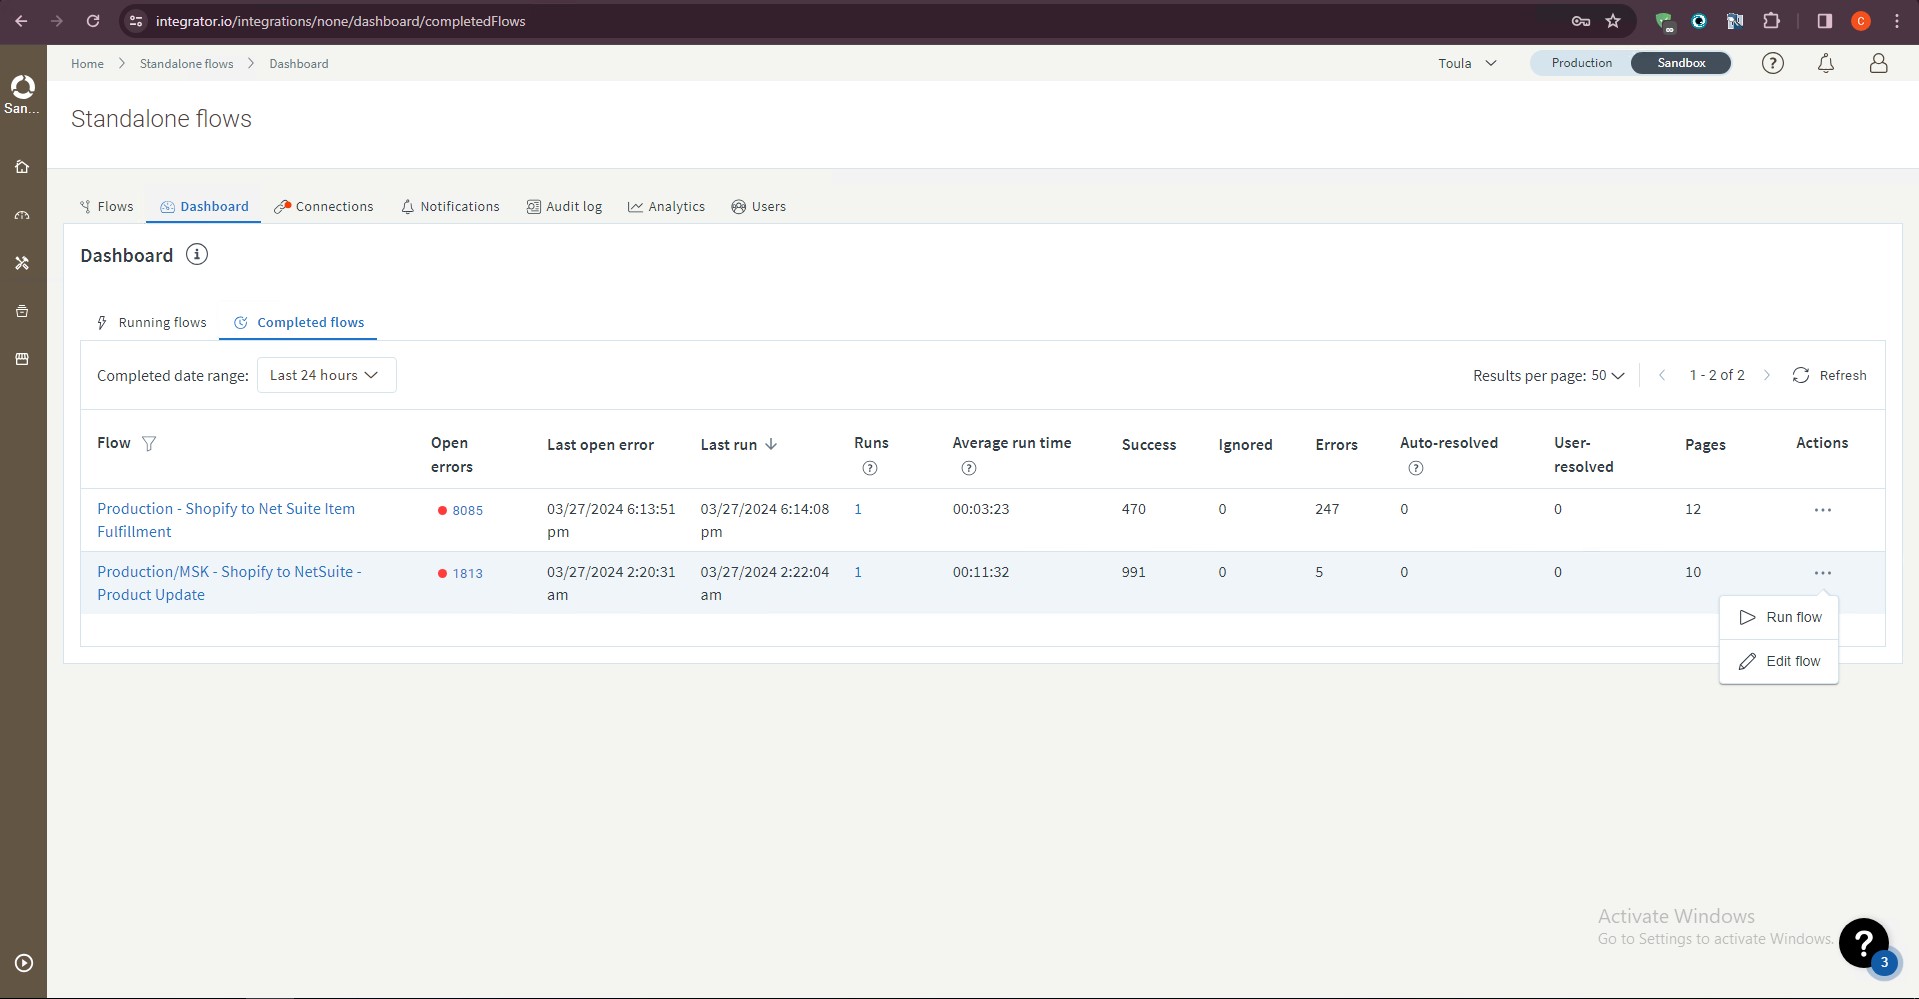 integrator.io/integrations/none/dashboard/completedFlows
C
San...
Home > Standalone flows > Dashboard
Toula
Production Sandbox
Standalone flows
Flows Dashboard Connections Notifications Audit log Analytics Users
Dashboard
Running flows Completed flows
Completed date range: Last 24 hours
Results per page: 50 1 - 2 of 2 Refresh
Flow Open errors Last open error Last run Runs Average run time Success Ignored Errors Auto-resolved User-resolved Pages Actions
Production - Shopify to Net Suite Item Fulfillment 8085 03/27/2024 6:13:51 pm 03/27/2024 6:14:08 pm 1 00:03:23 470 0 247 0 0 12 ...
Production/MSK - Shopify to NetSuite - Product Update 1813 03/27/2024 2:20:31 am 03/27/2024 2:22:04 am 1 00:11:32 991 0 5 0 0 10 ...
Run flow
Edit flow
Activate Windows
Go to Settings to activate Windows.
?
3